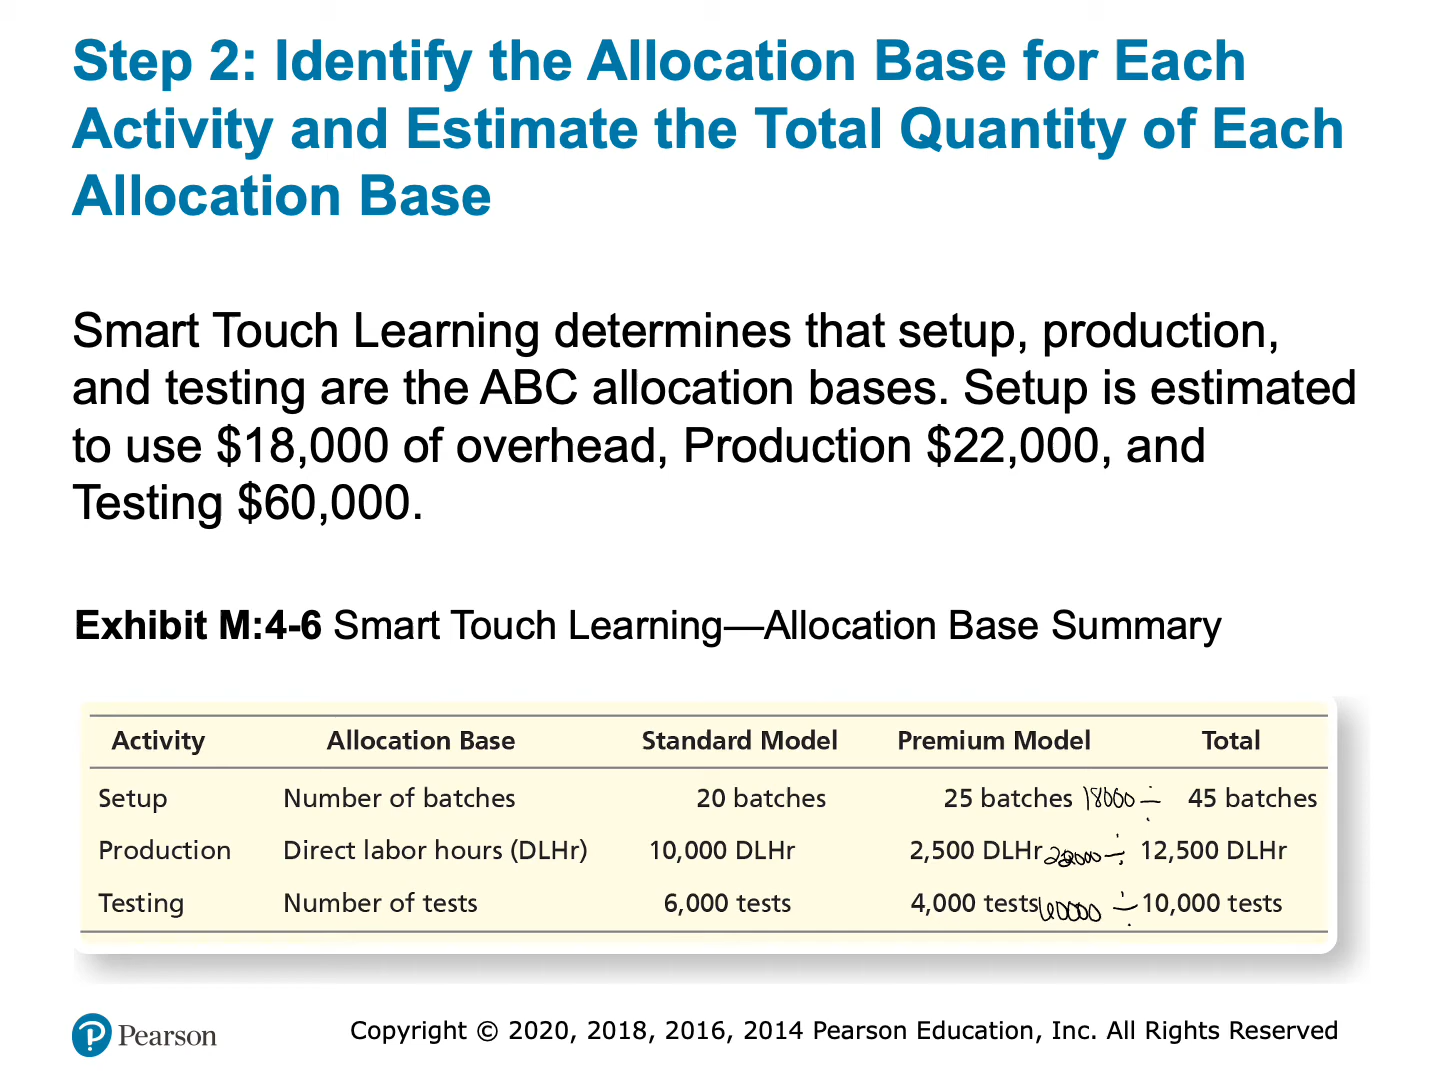 Step 2: Identify the Allocation Base for Each
Activity and Estimate the Total Quantity of Each
Allocation Base
Smart Touch Learning determines that setup, production,
and testing are the ABC allocation bases. Setup is estimated
to use $18,000 of overhead, Production $22,000, and
Testing $60,000.
Exhibit M:4-6 Smart Touch Learning—Allocation Base Summary
Activity Allocation Base Standard Model Premium Model Total
Setup Number of batches 20 batches 25 batches 18000 ÷ 45 batches
Production Direct labor hours (DLHr) 10,000 DLHr 2,500 DLHr 22000 ÷ 12,500 DLHr
Testing Number of tests 6,000 tests 4,000 tests 60000 ÷ 10,000 tests
Pearson Copyright © 2020, 2018, 2016, 2014 Pearson Education, Inc. All Rights Reserved